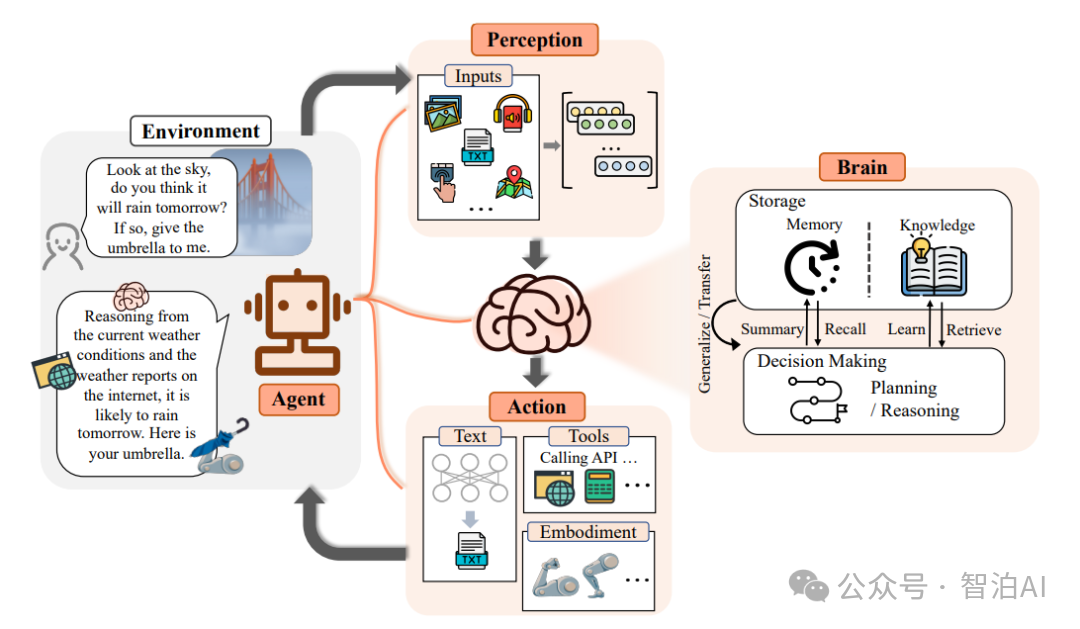 Perception
Inputs
TXT
...
...
Environment
Look at the sky,
do you think it
will rain tomorrow?
If so, give the
umbrella to me.
Reasoning from
the current weather
conditions and the
weather reports on
the internet, it is
likely to rain
tomorrow. Here is
your umbrella.
Agent
Action
Text
TXT
Tools
Calling API ...
...
Embodiment
...
Brain
Storage
Memory
Knowledge
Generalize / Transfer
Summary
Recall
Learn
Retrieve
Decision Making
Planning
/ Reasoning
公众号 · 智泊AI